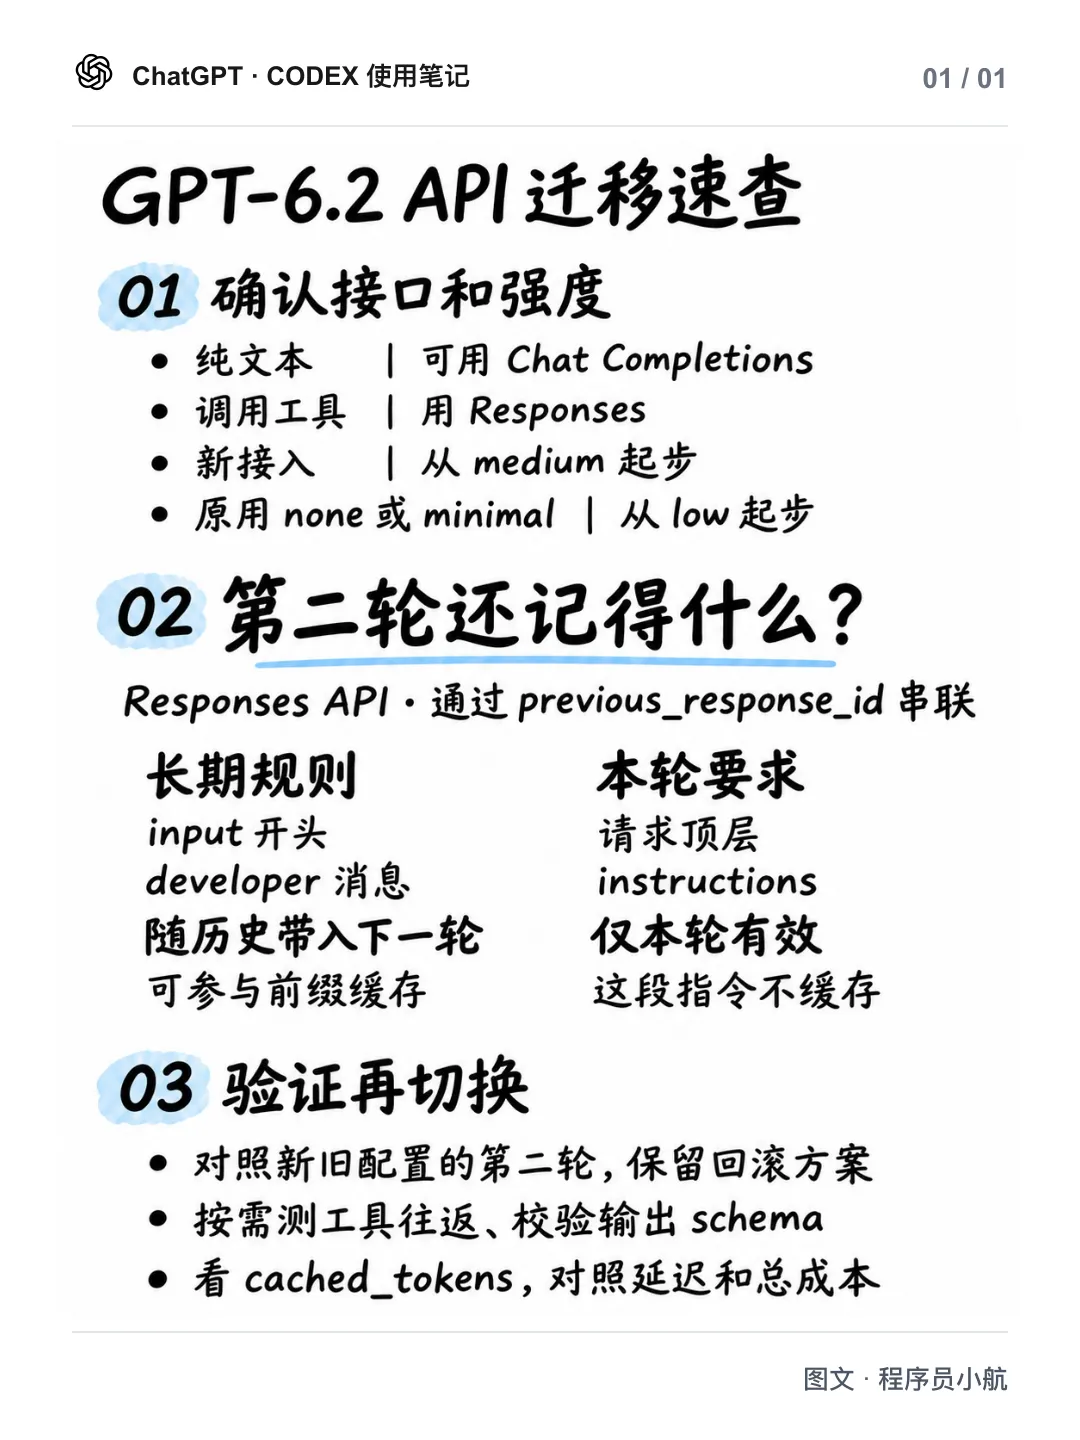 ChatGPT · CODEX 使用笔记
01 / 01
GPT-6.2 API 迁移速查
01 确认接口和强度
• 纯文本 | 可用 Chat Completions
• 调用工具 | 用 Responses
• 新接入 | 从 medium 起步
• 原用 none 或 minimal | 从 low 起步
02 第二轮还记得什么？
Responses API · 通过 previous_response_id 串联
长期规则
input 开头
developer 消息
随历史带入下一轮
可参与前缀缓存
本轮要求
请求顶层
instructions
仅本轮有效
这段指令不缓存
03 验证再切换
• 对照新旧配置的第二轮，保留回滚方案
• 按需测工具往返、校验输出 schema
• 看 cached_tokens，对照延迟和总成本
图文 · 程序员小航